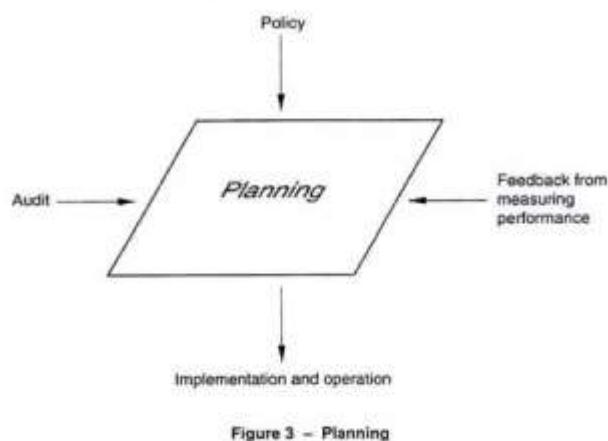 Policy
Planning
Audit
Feedback from
measuring
performance
Implementation and operation
Figure 3 – Planning